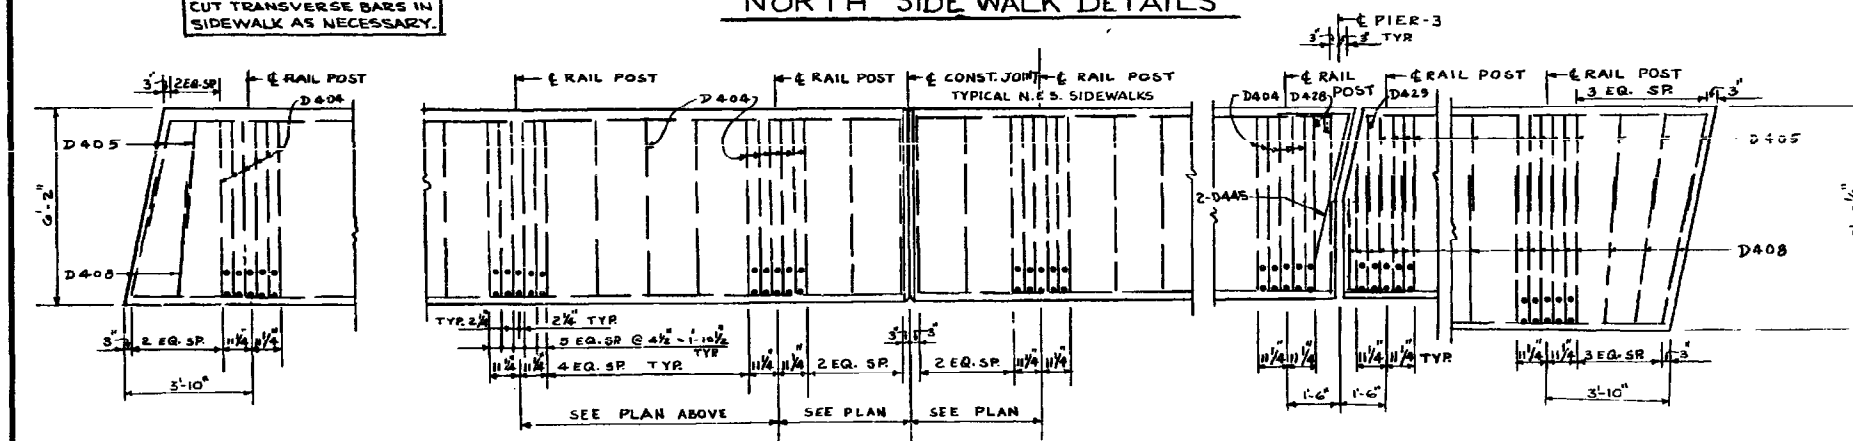 CUT TRANSVERSE BARS IN
SIDEWALK AS NECESSARY.
NORTH SIDE WALK DETAILS
℄ PIER-3
3" 3" TYP.
3" 2 EQ. SP.
℄ RAIL POST
℄ RAIL POST
℄ RAIL POST
℄ CONST. JOINT
℄ RAIL POST
TYPICAL N. & S. SIDEWALKS
℄ RAIL POST
℄ RAIL POST
℄ RAIL POST
3 EQ. SP. 3"
D404
D404
D404 D428
D429
D405
D405
6'-2"
2-D445
D408
D408
TYP. 2¼" 2¼" TYP.
5 EQ. SP. @ 4½" = 1'-10½"
TYP.
3" 2 EQ. SP. 11¼" 11¼"
11¼" 11¼" 4 EQ. SP. TYP. 11¼" 11¼" 2 EQ. SP.
3" 3"
2 EQ. SP. 11¼" 11¼"
11¼" 11¼" 11¼" 11¼" TYP.
11¼" 11¼" 3 EQ. SP. 3"
3'-10"
1'-6" 1'-6"
3'-10"
SEE PLAN ABOVE SEE PLAN SEE PLAN